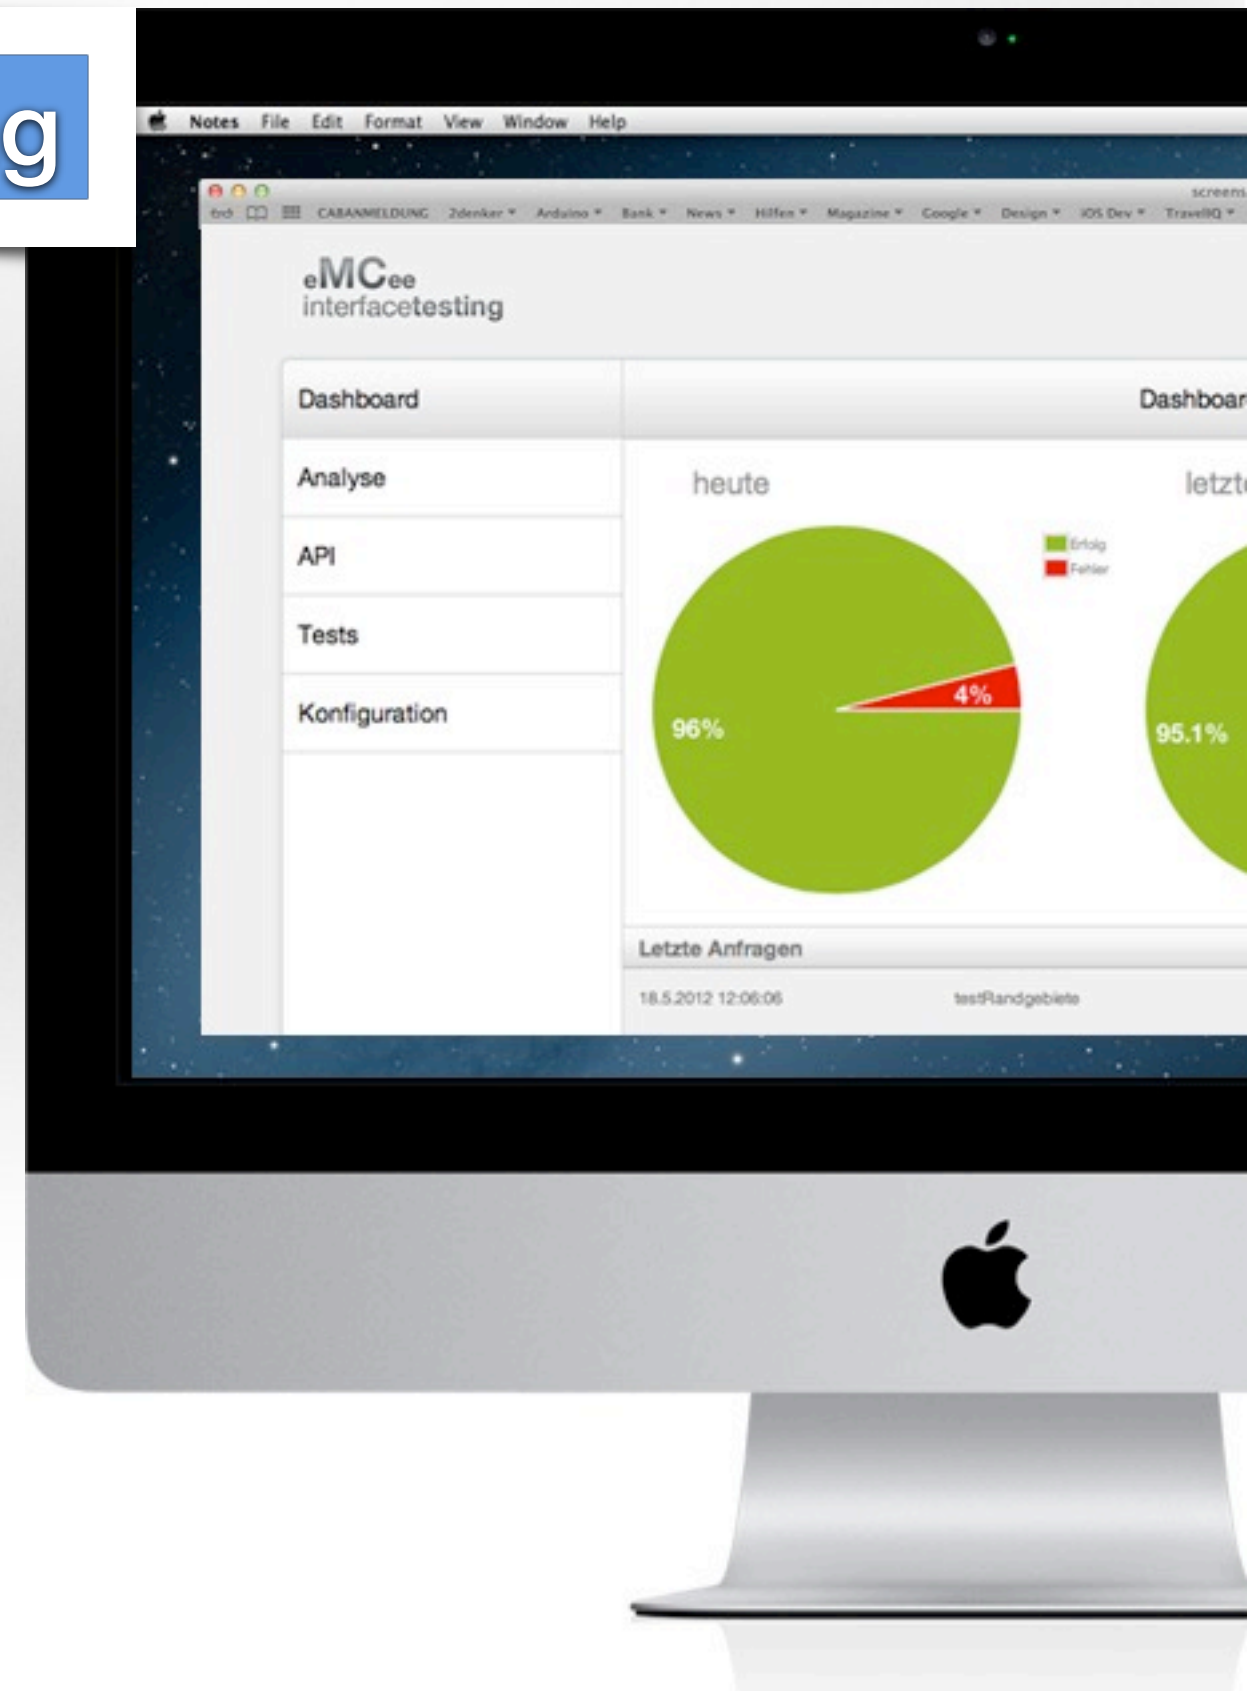 g
Notes File Edit Format View Window Help
CABANMELDUNG 2denker Arduino Bank News Hilfen Magazine Google Design iOS Dev TravelIQ
eMCee
interfacetesting
Dashboard
Analyse
API
Tests
Konfiguration
heute
Erfolg
Fehler
4%
96%
95.1%
Letzte Anfragen
18.5.2012 12:06:06 testRandgebiete